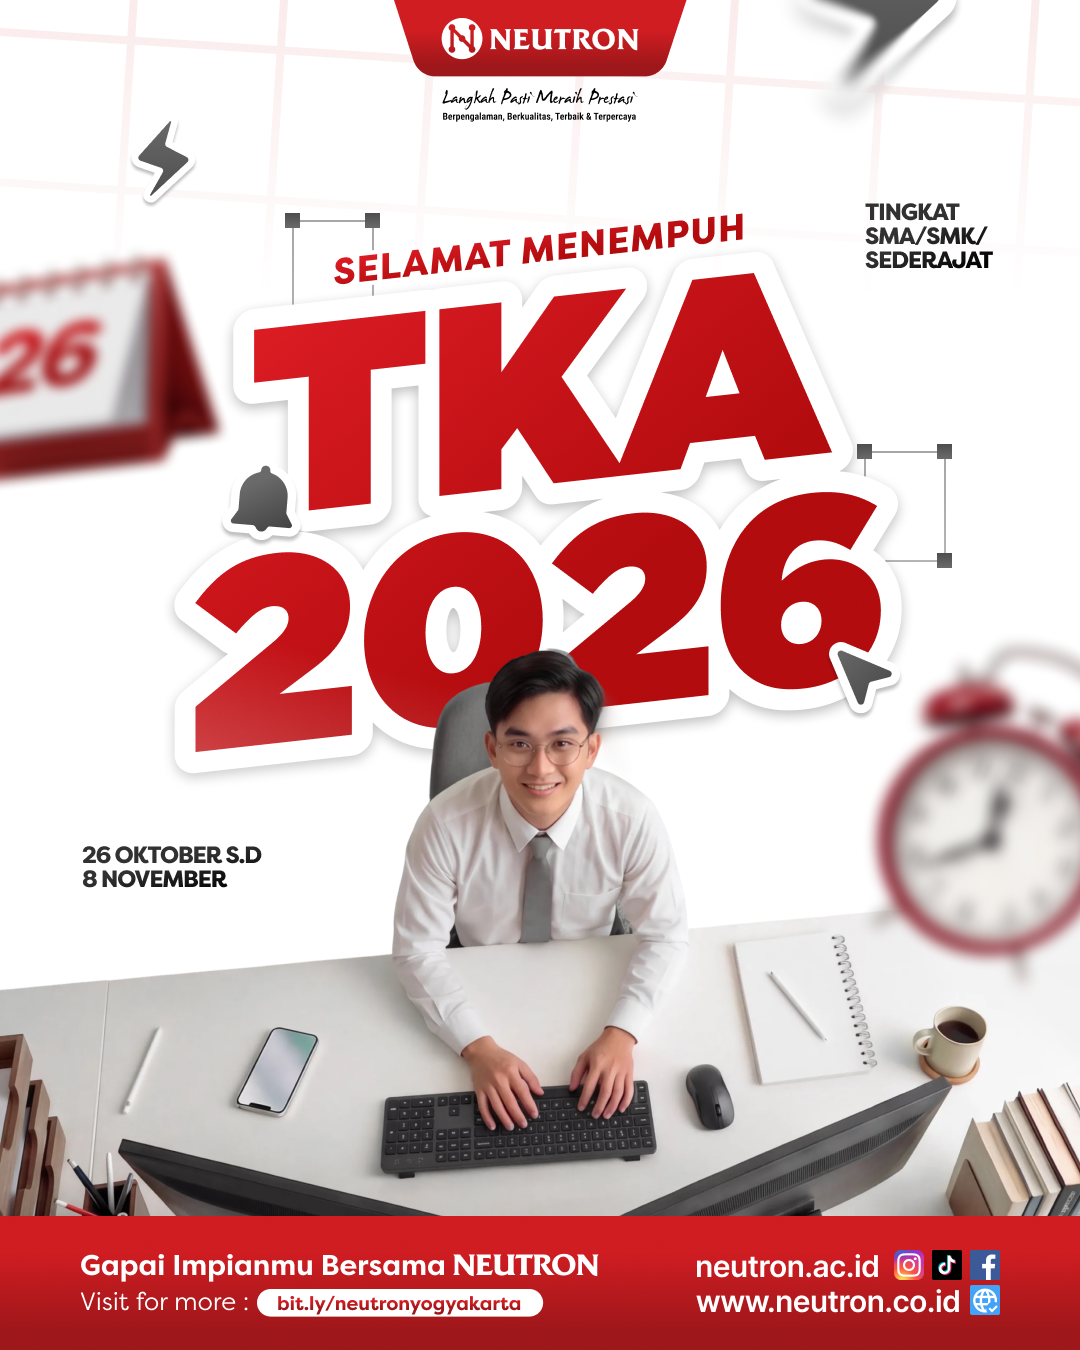 NEUTRON
Langkah Pasti Meraih Prestasi
Berpengalaman, Berkualitas, Terbaik & Terpercaya
TINGKAT
SMA/SMK/
SEDERAJAT
SELAMAT MENEMPUH
TKA
2026
26
26 OKTOBER S.D
8 NOVEMBER
Gapai Impianmu Bersama NEUTRON
Visit for more : bit.ly/neutronyogyakarta
neutron.ac.id
www.neutron.co.id